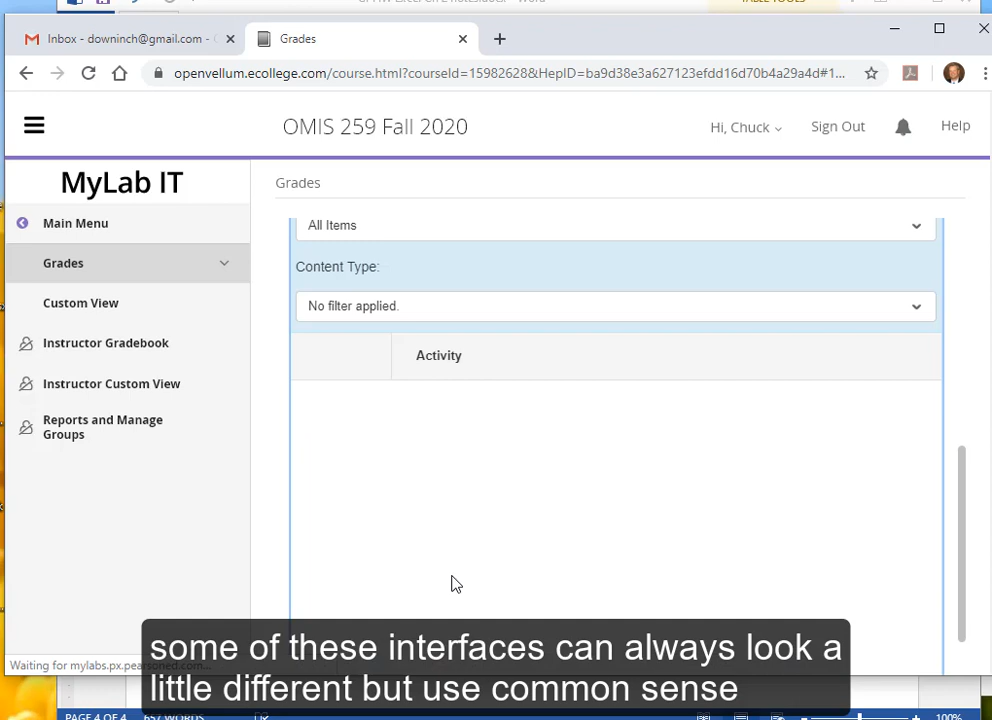 Inbox - downinch@gmail.com -
Grades
openvellum.ecollege.com/course.html?courseId=15982628&HepID=ba9d38e3a627123efdd16d70b4a29a4d#1...
OMIS 259 Fall 2020
Hi, Chuck
Sign Out
Help
MyLab IT
Grades
Main Menu
All Items
Grades
Content Type:
Custom View
No filter applied.
Instructor Gradebook
Activity
Instructor Custom View
Reports and Manage
Groups
some of these interfaces can always look a
little different but use common sense
Waiting for mylabs.px.pearsoned.com...
PAGE 4 OF 4
657 WORDS
100%